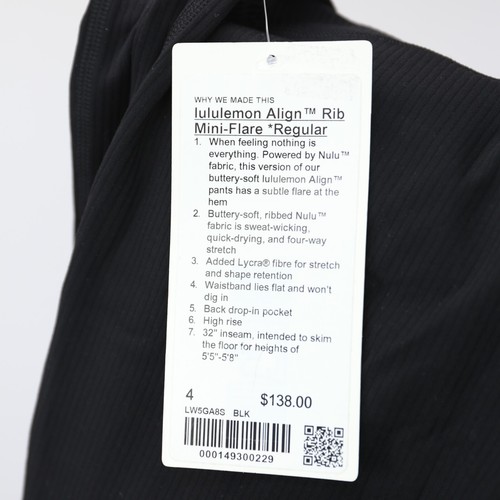 WHY WE MADE THIS
lululemon Align™ Rib
Mini-Flare *Regular
1. When feeling nothing is
everything. Powered by Nulu™
fabric, this version of our
buttery-soft lululemon Align™
pants has a subtle flare at the
hem
2. Buttery-soft, ribbed Nulu™
fabric is sweat-wicking,
quick-drying, and four-way
stretch
3. Added Lycra® fibre for stretch
and shape retention
4. Waistband lies flat and won't
dig in
5. Back drop-in pocket
6. High rise
7. 32" inseam, intended to skim
the floor for heights of
5'5"-5'8"
4 $138.00
LW5GA8S BLK
000149300229